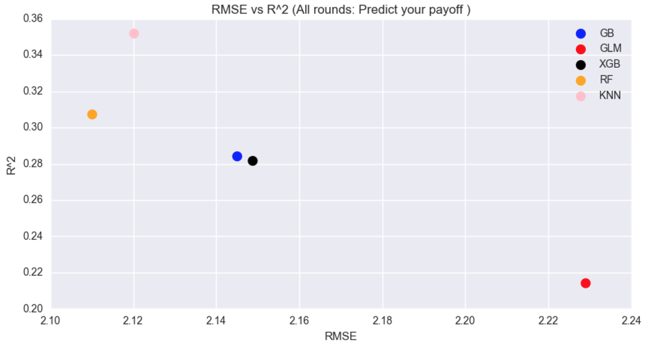 RMSE vs R^2 (All rounds: Predict your payoff )
0.36
0.34
0.32
0.30
0.28
0.26
0.24
0.22
0.20
R^2
GB
GLM
XGB
RF
KNN
2.10
2.12
2.14
2.16
2.18
2.20
2.22
2.24
RMSE